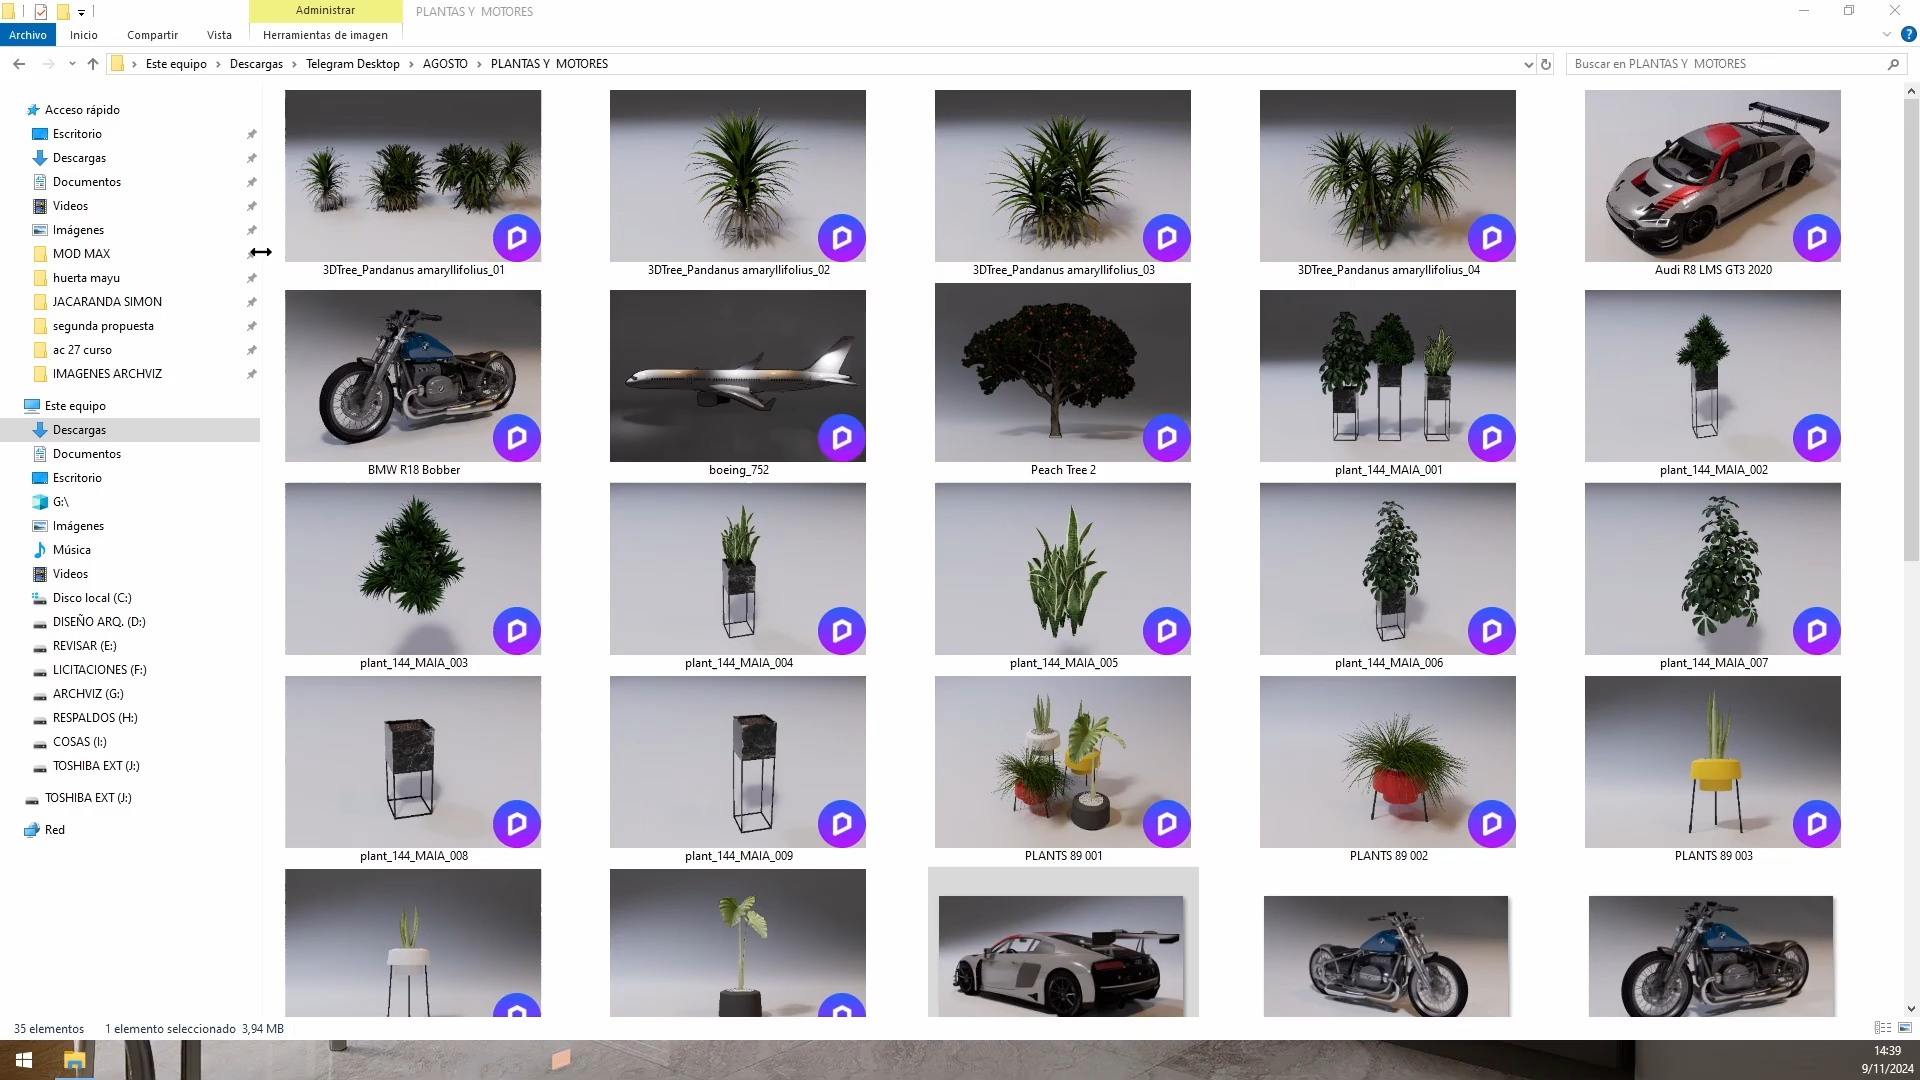 Administrar
PLANTAS Y  MOTORES
Archivo
Inicio
Compartir
Vista
Herramientas de imagen
Este equipo
Descargas
Telegram Desktop
AGOSTO
PLANTAS Y  MOTORES
Buscar en PLANTAS Y  MOTORES
Acceso rápido
Escritorio
Descargas
Documentos
Videos
Imágenes
MOD MAX
huerta mayu
JACARANDA SIMON
segunda propuesta
ac 27 curso
IMAGENES ARCHVIZ
Este equipo
Descargas
Documentos
Escritorio
G:\
Imágenes
Música
Videos
Disco local (C:)
DISEÑO ARQ. (D:)
REVISAR (E:)
LICITACIONES (F:)
ARCHVIZ (G:)
RESPALDOS (H:)
COSAS (I:)
TOSHIBA EXT (J:)
TOSHIBA EXT (J:)
Red
3DTree_Pandanus amaryllifolius_01
3DTree_Pandanus amaryllifolius_02
3DTree_Pandanus amaryllifolius_03
3DTree_Pandanus amaryllifolius_04
Audi R8 LMS GT3 2020
BMW R18 Bobber
boeing_752
Peach Tree 2
plant_144_MAIA_001
plant_144_MAIA_002
plant_144_MAIA_003
plant_144_MAIA_004
plant_144_MAIA_005
plant_144_MAIA_006
plant_144_MAIA_007
plant_144_MAIA_008
plant_144_MAIA_009
PLANTS 89 001
PLANTS 89 002
PLANTS 89 003
35 elementos
1 elemento seleccionado  3,94 MB
14:39
9/11/2024